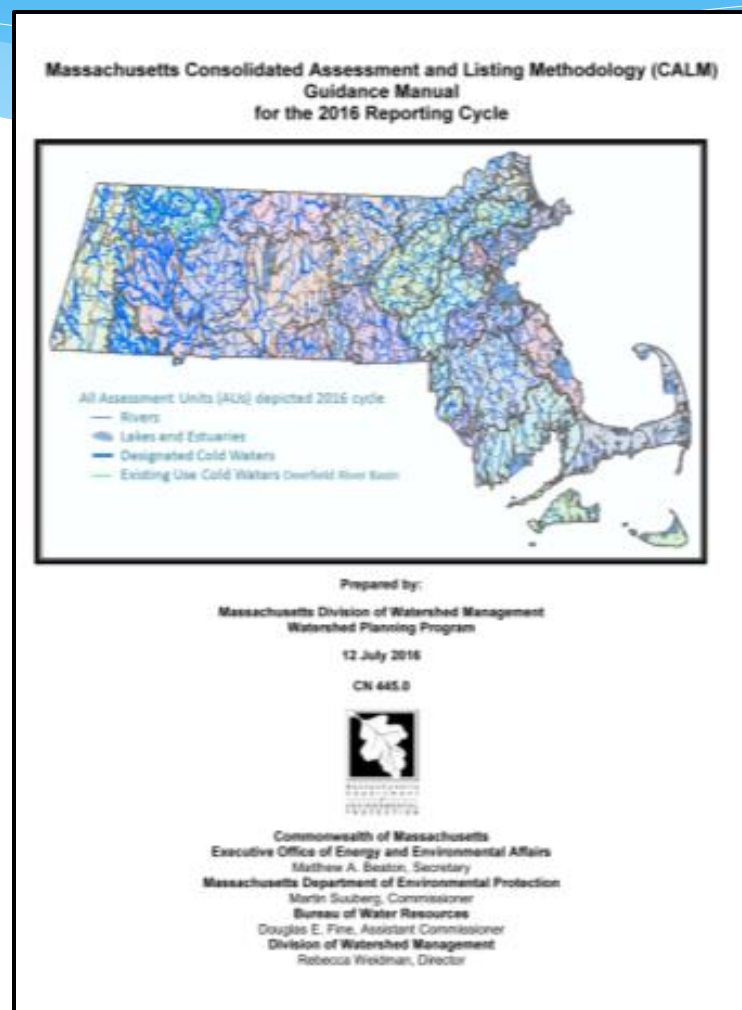 Massachusetts Consolidated Assessment and Listing Methodology (CALM)
Guidance Manual
for the 2016 Reporting Cycle
All Assessment Units (AUs) depicted 2016 cycle
Rivers
Lakes and Estuaries
Designated Cold Waters
Existing Use Cold Waters Deerfield River Basin
Prepared by:
Massachusetts Division of Watershed Management
Watershed Planning Program
12 July 2016
CN 445.0
Massachusetts
Department
Environmental
PROTECTION
Commonwealth of Massachusetts
Executive Office of Energy and Environmental Affairs
Matthew A. Beaton, Secretary
Massachusetts Department of Environmental Protection
Martin Suuberg, Commissioner
Bureau of Water Resources
Douglas E. Fine, Assistant Commissioner
Division of Watershed Management
Rebecca Weidman, Director